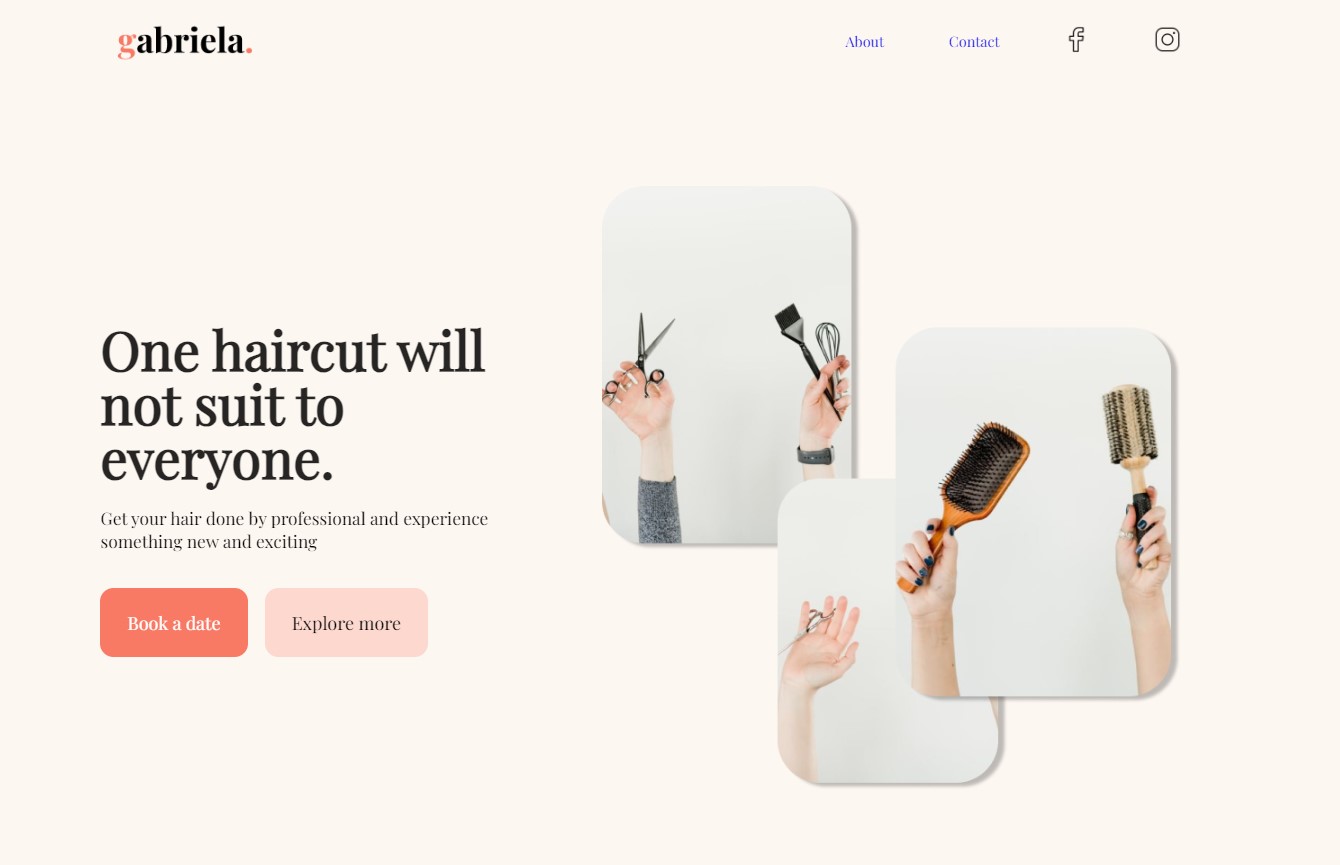 gabriela.
About
Contact
One haircut will
not suit to
everyone.
Get your hair done by professional and experience
something new and exciting
Book a date
Explore more